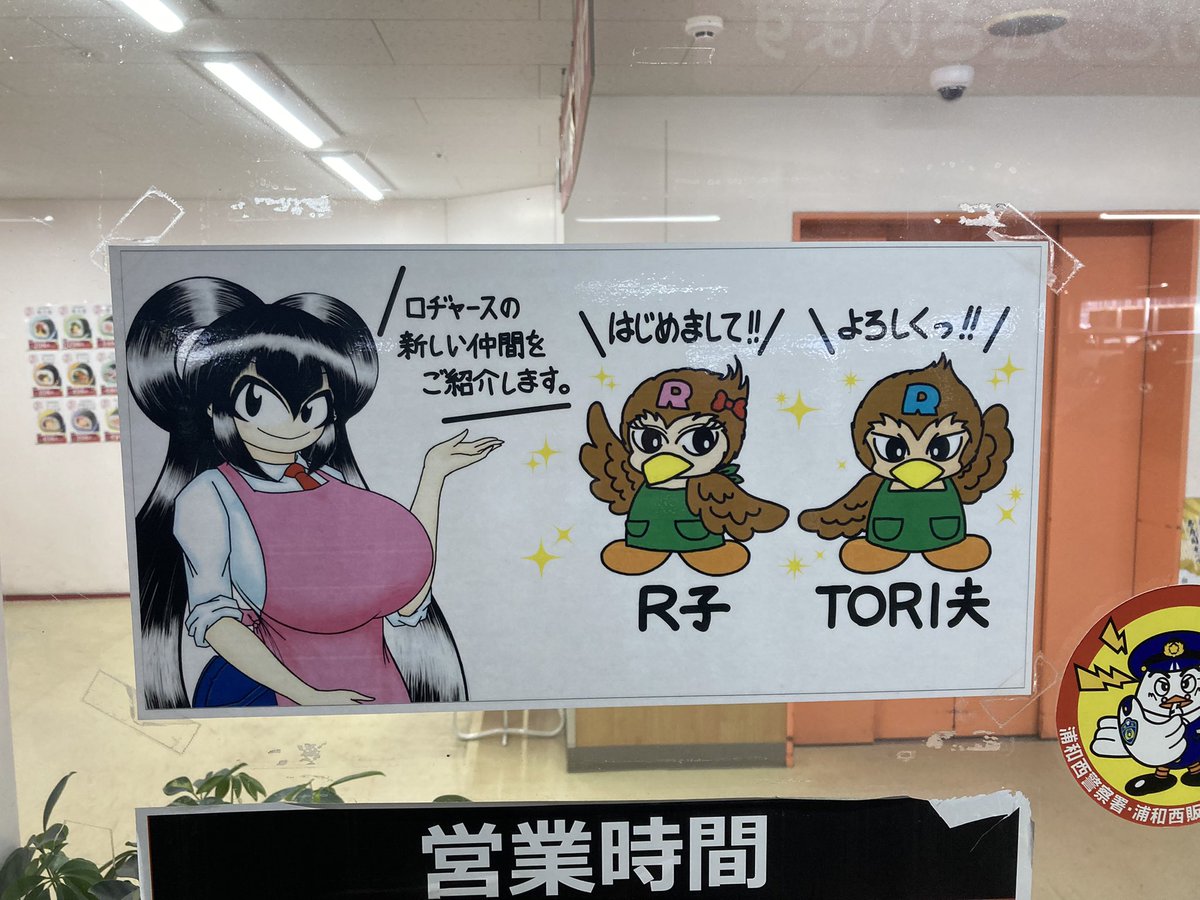 ロヂャースの
新しい仲間を
ご紹介します。
はじめまして!!
よろしくっ!!
R
R
R子
TORI夫
営業時間
浦和西警察署・浦和西